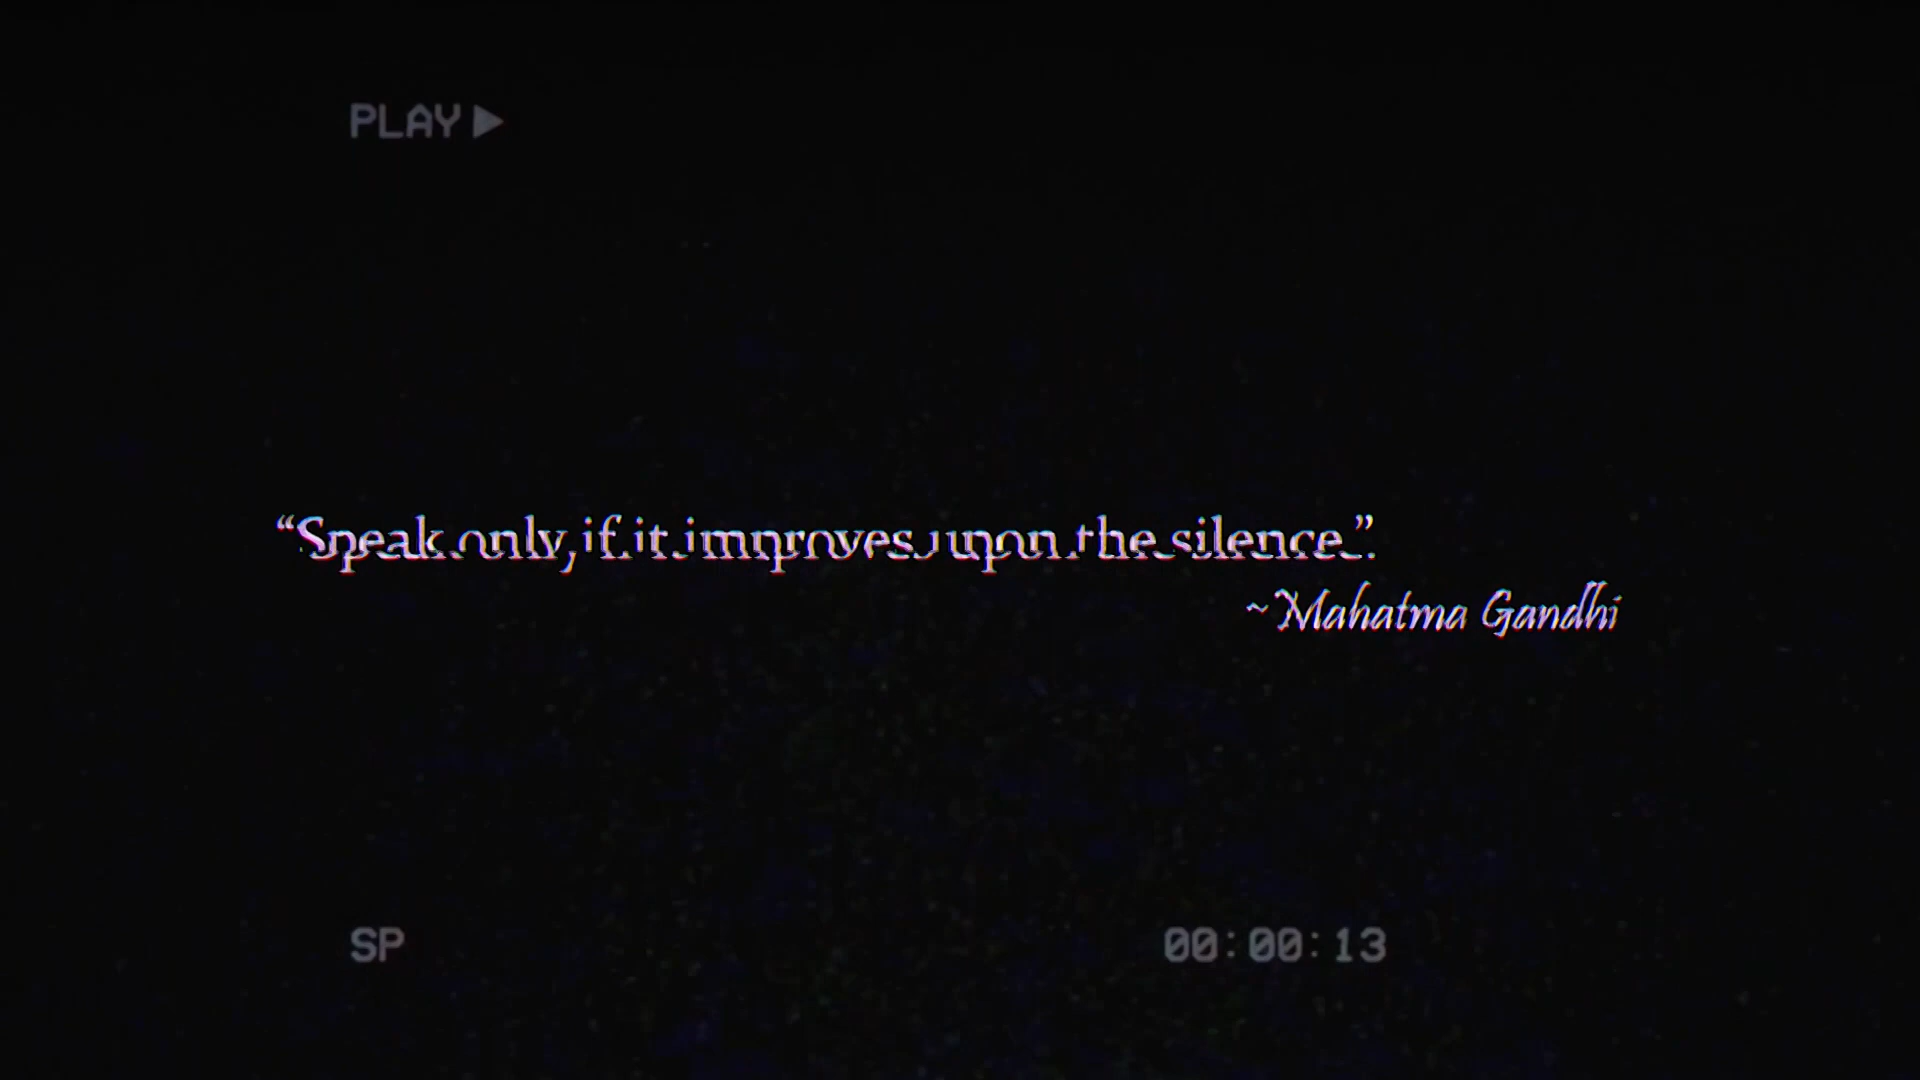 PLAY
“Speak only if it improves upon the silence.”
~Mahatma Gandhi
SP
00:00:13